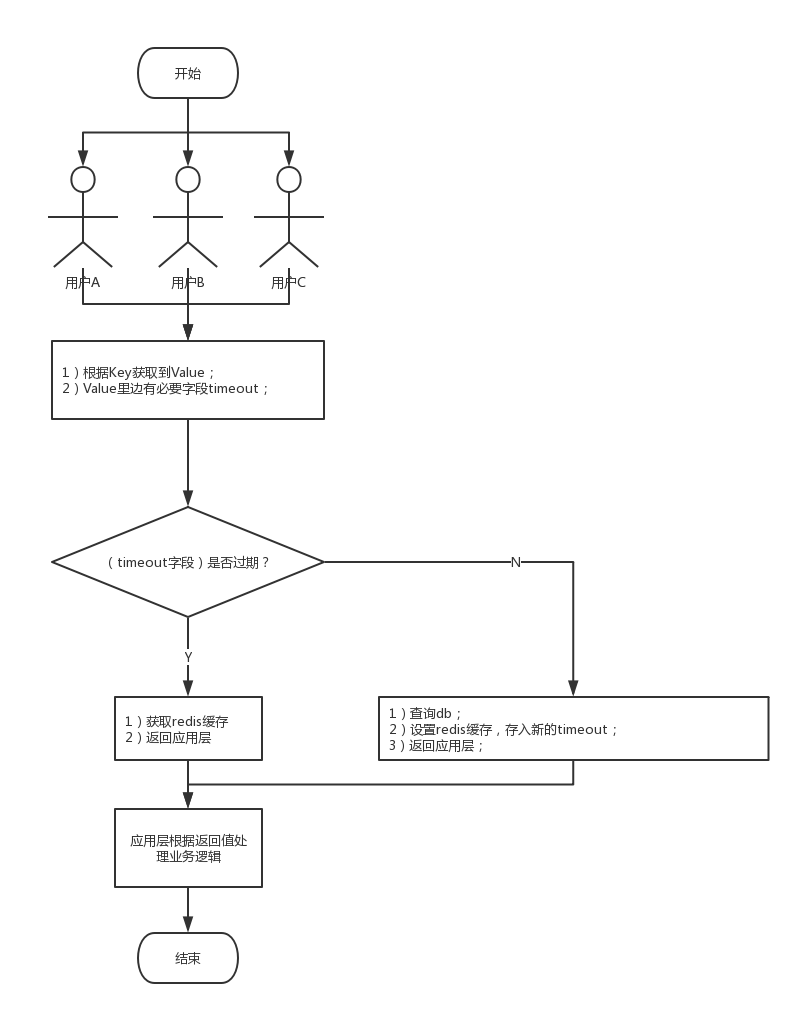 开始
用户A
用户B
用户C
1）根据Key获取到Value；
2）Value里边有必要字段timeout；
（timeout字段）是否过期？
N
Y
1）获取redis缓存
2）返回应用层
1）查询db；
2）设置redis缓存，存入新的timeout；
3）返回应用层；
应用层根据返回值处
理业务逻辑
结束